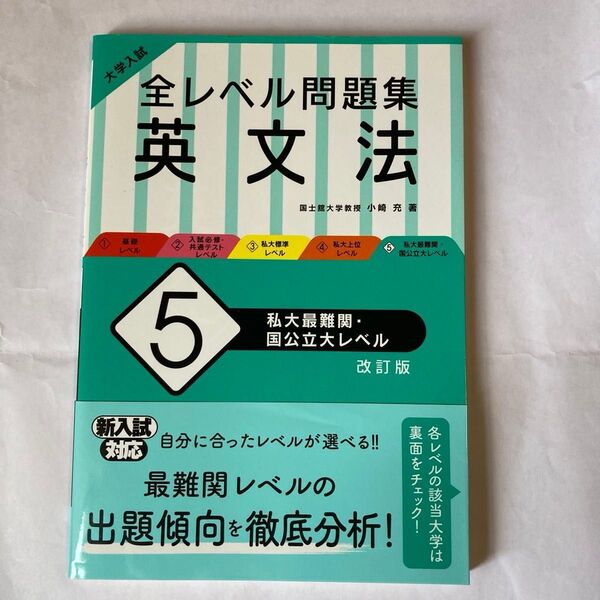 大学入試
全レベル問題集
英文法
国士館大学教授 小崎 充 著
① 基礎レベル
② 入試必修・共通テストレベル
③ 私大標準レベル
④ 私大上位レベル
⑤ 私大最難関・国公立大レベル
5
私大最難関・
国公立大レベル
改訂版
新入試
対応
自分に合ったレベルが選べる!!
最難関レベルの
出題傾向を徹底分析!
各レベルの該当大学は
裏面をチェック!